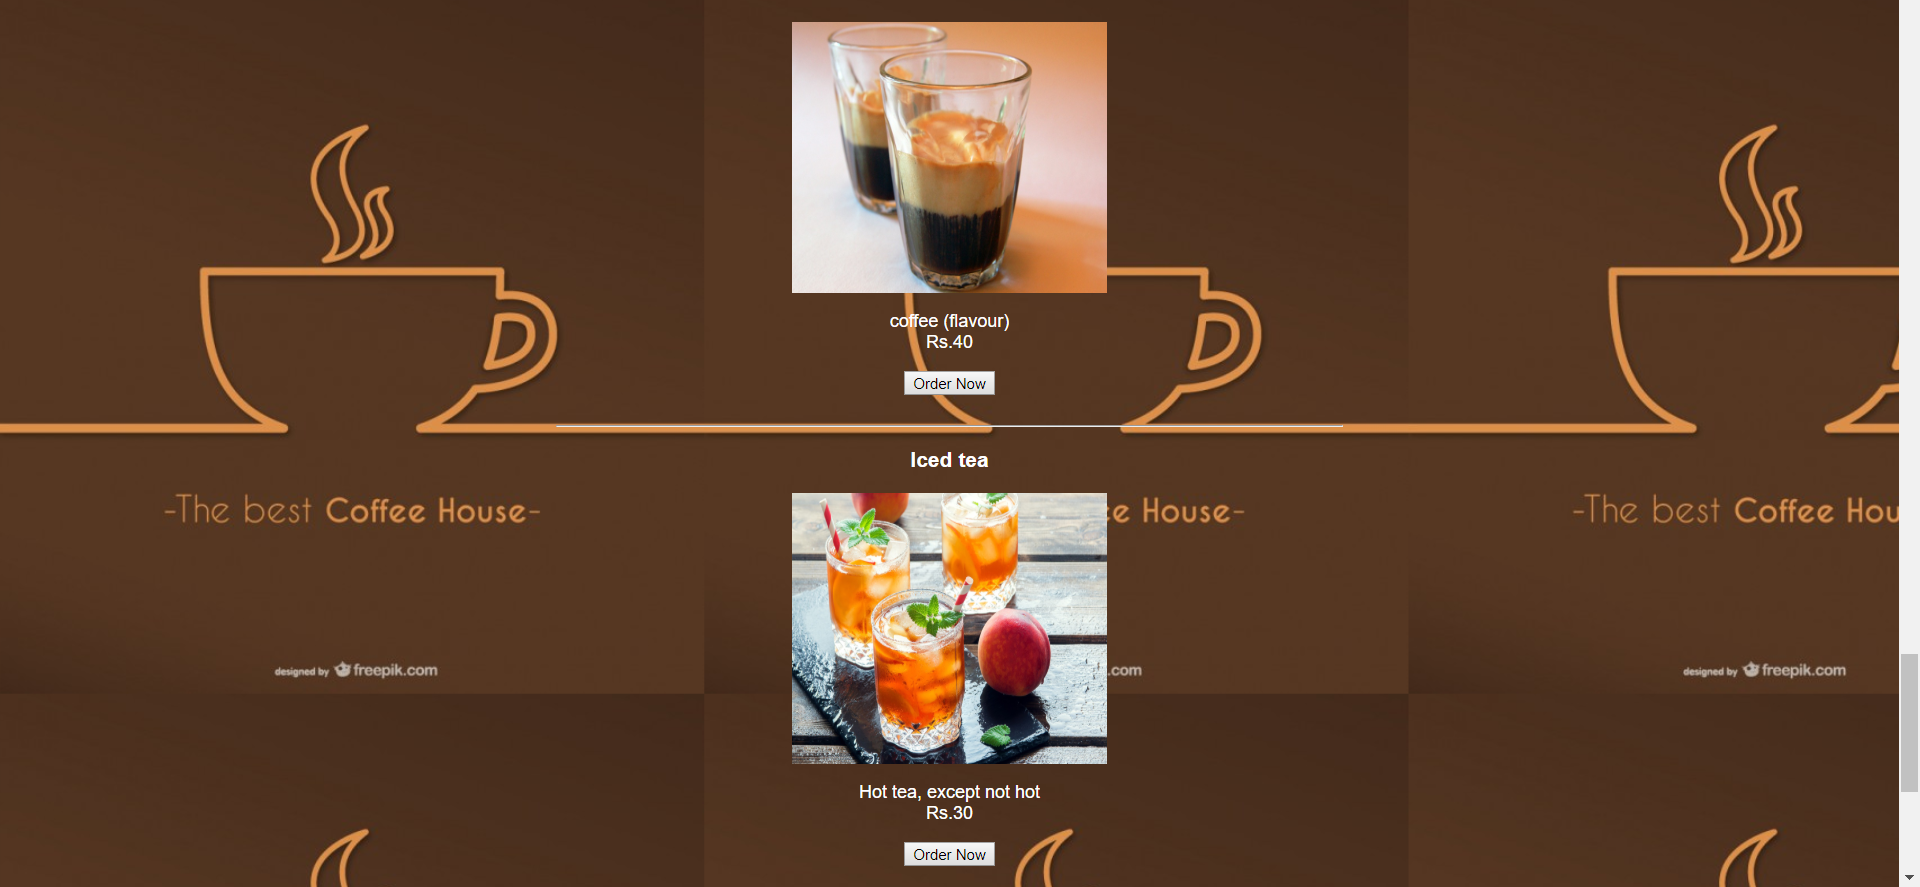 coffee (flavour)
Rs.40
Order Now
Iced tea
-The best Coffee House-
e House-
-The best Coffee Hou
designed by freepik.com
.com
designed by freepik.com
Hot tea, except not hot
Rs.30
Order Now